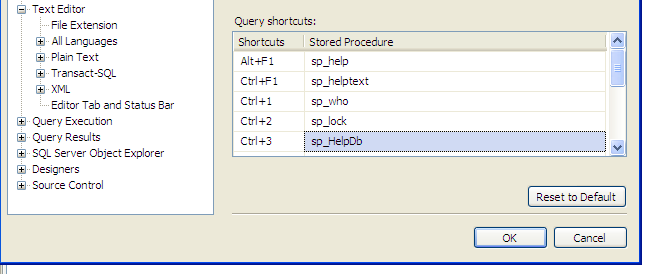 Text Editor
File Extension
All Languages
Plain Text
Transact-SQL
XML
Editor Tab and Status Bar
Query Execution
Query Results
SQL Server Object Explorer
Designers
Source Control
Query shortcuts:
Shortcuts Stored Procedure
Alt+F1 sp_help
Ctrl+F1 sp_helptext
Ctrl+1 sp_who
Ctrl+2 sp_lock
Ctrl+3 sp_HelpDb
Reset to Default
OK Cancel